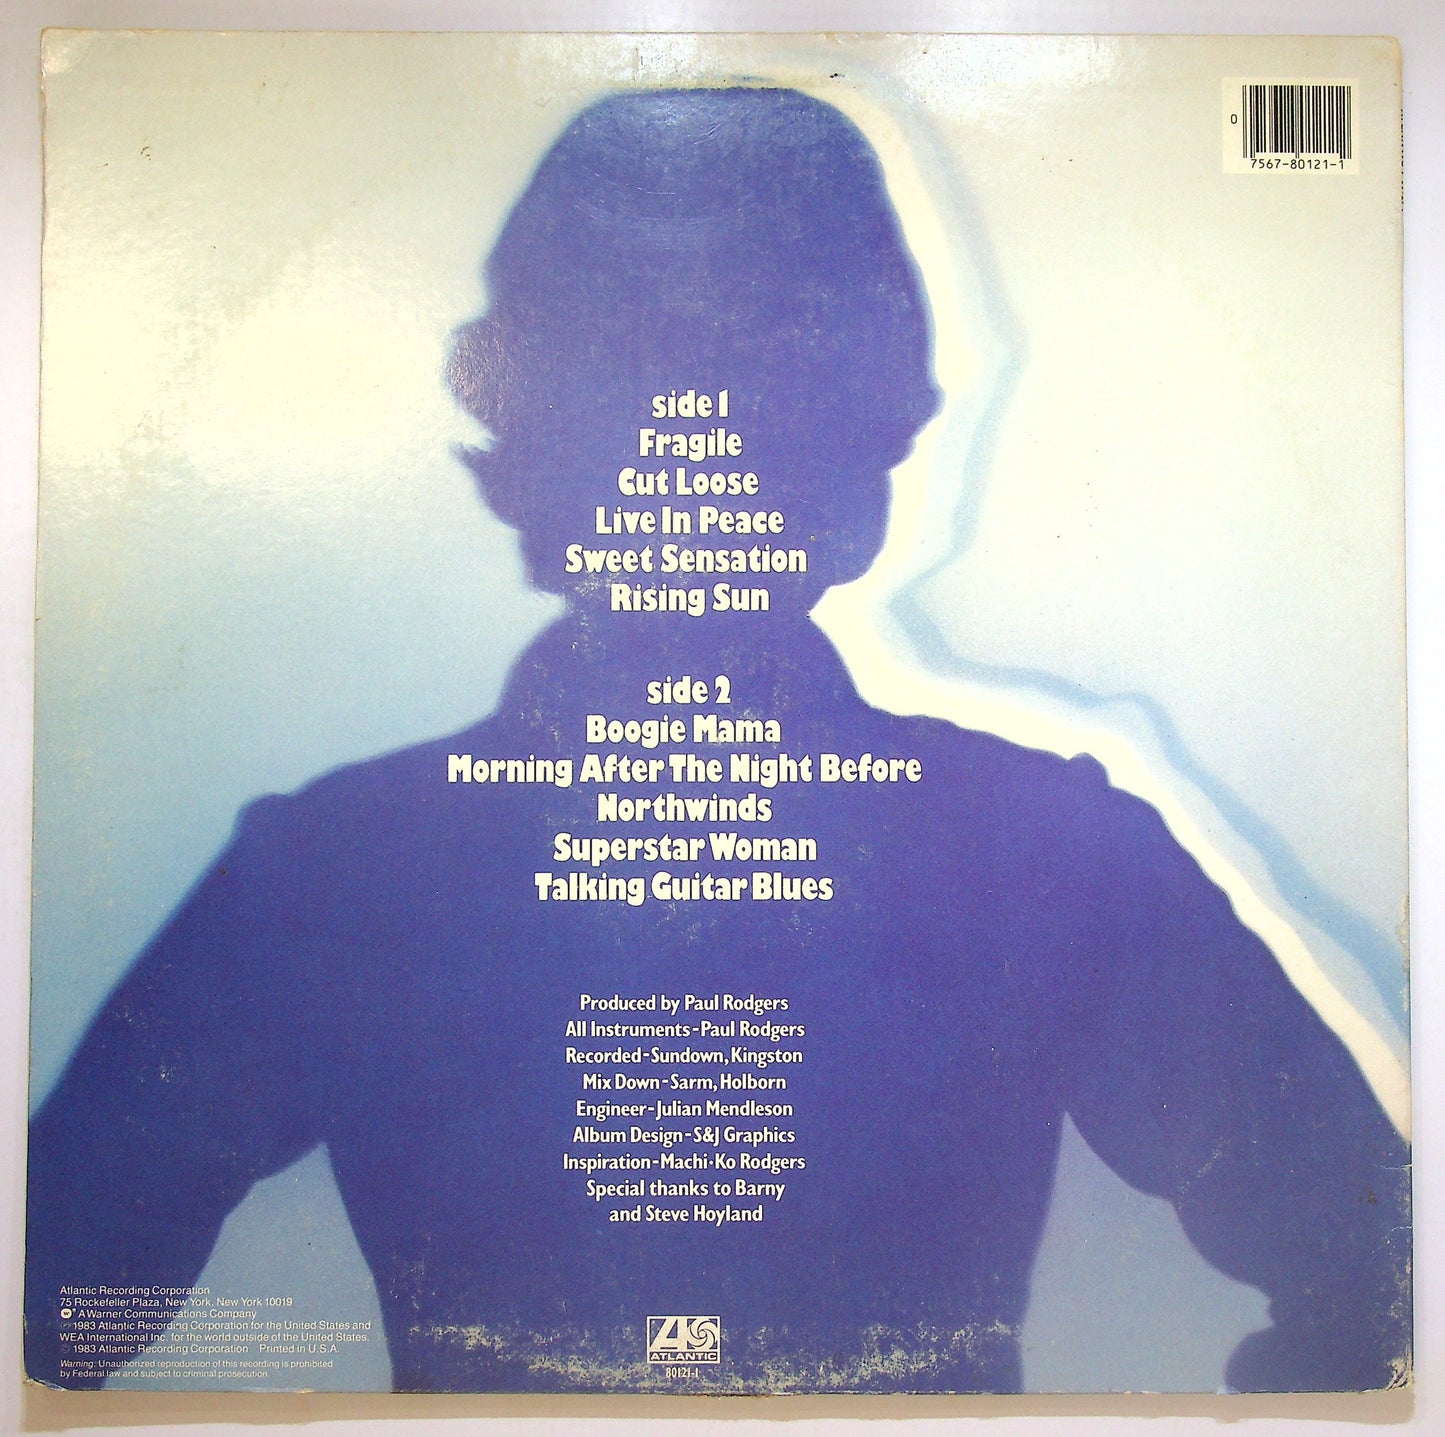 0
7567-80121-1
side 1
Fragile
Cut Loose
Live In Peace
Sweet Sensation
Rising Sun
side 2
Boogie Mama
Morning After The Night Before
Northwinds
Superstar Woman
Talking Guitar Blues
Produced by Paul Rodgers
All Instruments-Paul Rodgers
Recorded-Sundown, Kingston
Mix Down-Sarm, Holborn
Engineer-Julian Mendleson
Album Design-S&J Graphics
Inspiration-Machi·Ko Rodgers
Special thanks to Barny
and Steve Hoyland
Atlantic Recording Corporation
75 Rockefeller Plaza, New York, New York 10019
A Warner Communications Company
℗ 1983 Atlantic Recording Corporation for the United States and
WEA International Inc. for the world outside of the United States.
© 1983 Atlantic Recording Corporation Printed in U.S.A.
Warning: Unauthorized reproduction of this recording is prohibited
by Federal law and subject to criminal prosecution.
ATLANTIC
80121-1